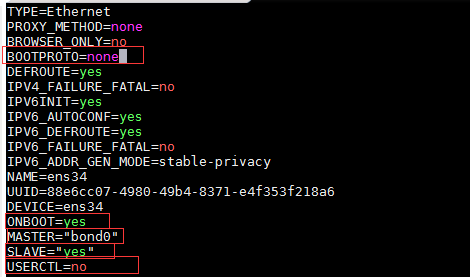 TYPE=Ethernet
PROXY_METHOD=none
BROWSER_ONLY=no
BOOTPROTO=none
DEFROUTE=yes
IPV4_FAILURE_FATAL=no
IPV6INIT=yes
IPV6_AUTOCONF=yes
IPV6_DEFROUTE=yes
IPV6_FAILURE_FATAL=no
IPV6_ADDR_GEN_MODE=stable-privacy
NAME=ens34
UUID=88e6cc07-4980-49b4-8371-e4f353f218a6
DEVICE=ens34
ONBOOT=yes
MASTER="bond0"
SLAVE="yes"
USERCTL=no